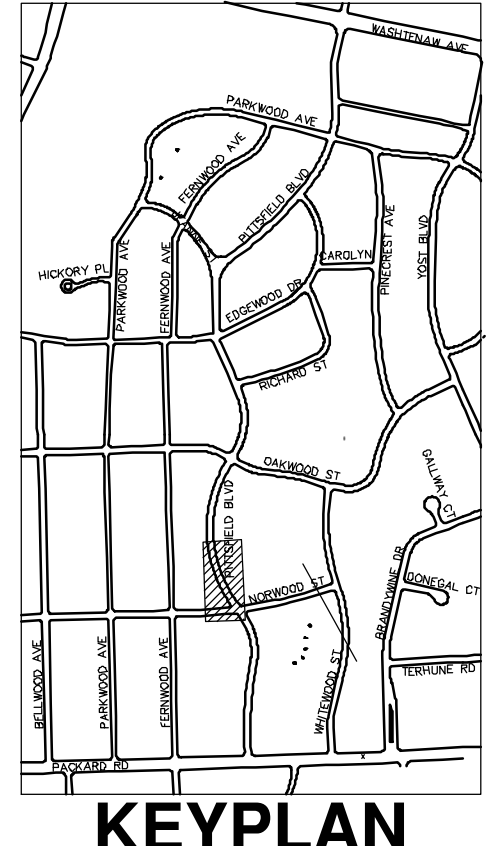 WASHTENAW AVE
PARKWOOD AVE
FERNWOOD AVE
PITTSFIELD BLVD
CAROLYN
PINECREST AVE
YOST BLVD
HICKORY PL
PARKWOOD AVE
FERNWOOD AVE
EDGEWOOD DR
RICHARD ST
OAKWOOD ST
GALLWAY CT
PITTSFIELD BLVD
NORWOOD ST
BRANDYWINE DR
DONEGAL CT
BELLWOOD AVE
PARKWOOD AVE
FERNWOOD AVE
WHITEWOOD ST
TERHUNE RD
PACKARD RD
KEYPLAN